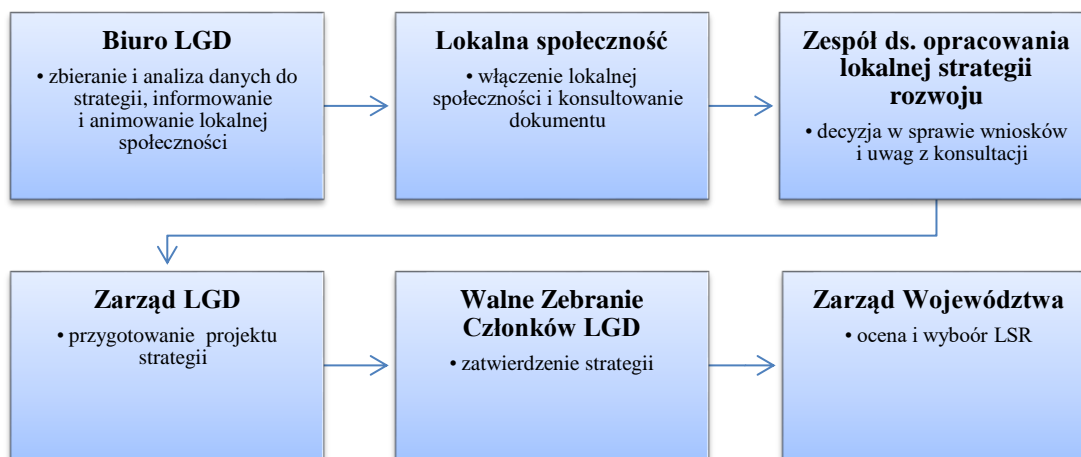 Biuro LGD
• zbieranie i analiza danych do
strategii, informowanie
i animowanie lokalnej
społeczności
Lokalna społeczność
• włączenie lokalnej
społeczności i konsultowanie
dokumentu
Zespół ds. opracowania
lokalnej strategii
rozwoju
• decyzja w sprawie wniosków
i uwag z konsultacji
Zarząd LGD
• przygotowanie projektu
strategii
Walne Zebranie
Członków LGD
• zatwierdzenie strategii
Zarząd Województwa
• ocena i wyboór LSR